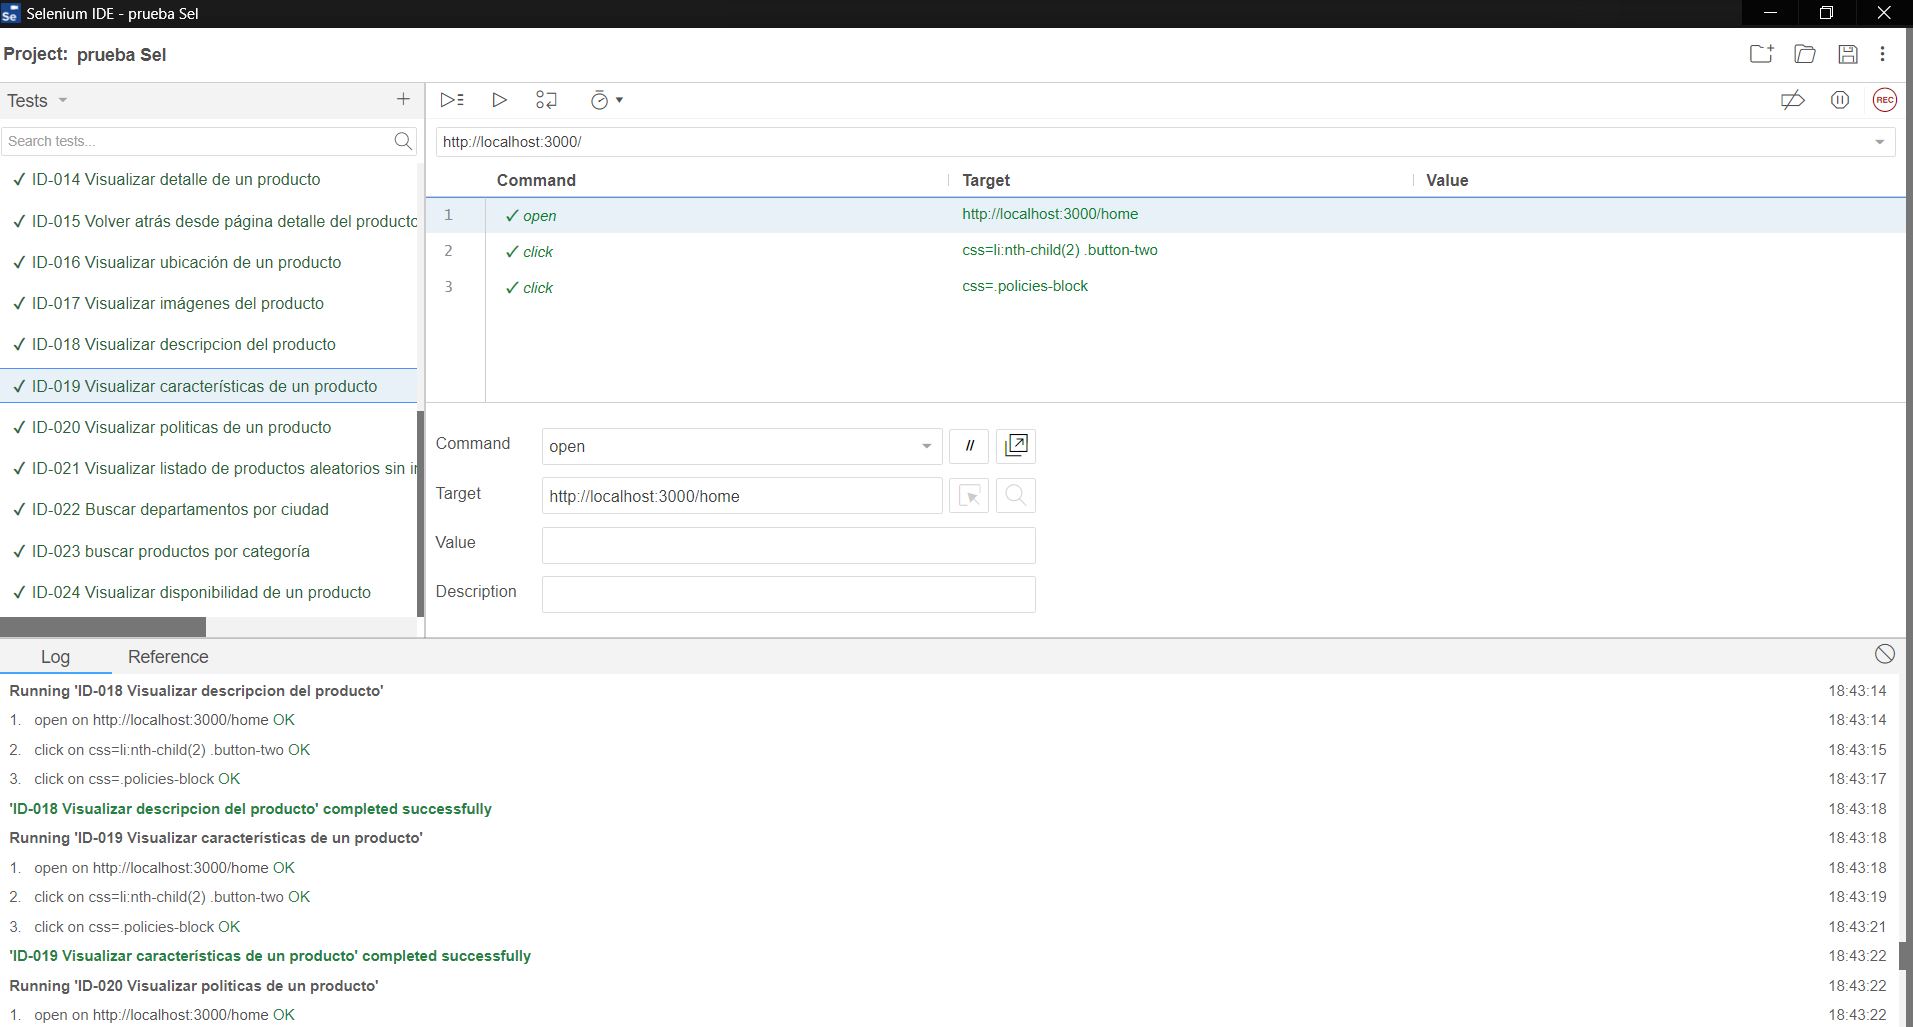 Selenium IDE - prueba Sel
Project: prueba Sel
Tests
Search tests...
✓ ID-014 Visualizar detalle de un producto
✓ ID-015 Volver atrás desde página detalle del producto
✓ ID-016 Visualizar ubicación de un producto
✓ ID-017 Visualizar imágenes del producto
✓ ID-018 Visualizar descripcion del producto
✓ ID-019 Visualizar características de un producto
✓ ID-020 Visualizar politicas de un producto
✓ ID-021 Visualizar listado de productos aleatorios sin
✓ ID-022 Buscar departamentos por ciudad
✓ ID-023 buscar productos por categoría
✓ ID-024 Visualizar disponibilidad de un producto
REC
http://localhost:3000/
Command Target Value
1 ✓ open http://localhost:3000/home
2 ✓ click css=li:nth-child(2) .button-two
3 ✓ click css=.policies-block
Command open //
Target http://localhost:3000/home
Value
Description
Log Reference
Running 'ID-018 Visualizar descripcion del producto' 18:43:14
1. open on http://localhost:3000/home OK 18:43:14
2. click on css=li:nth-child(2) .button-two OK 18:43:15
3. click on css=.policies-block OK 18:43:17
'ID-018 Visualizar descripcion del producto' completed successfully 18:43:18
Running 'ID-019 Visualizar características de un producto' 18:43:18
1. open on http://localhost:3000/home OK 18:43:18
2. click on css=li:nth-child(2) .button-two OK 18:43:19
3. click on css=.policies-block OK 18:43:21
'ID-019 Visualizar características de un producto' completed successfully 18:43:22
Running 'ID-020 Visualizar politicas de un producto' 18:43:22
1. open on http://localhost:3000/home OK 18:43:22